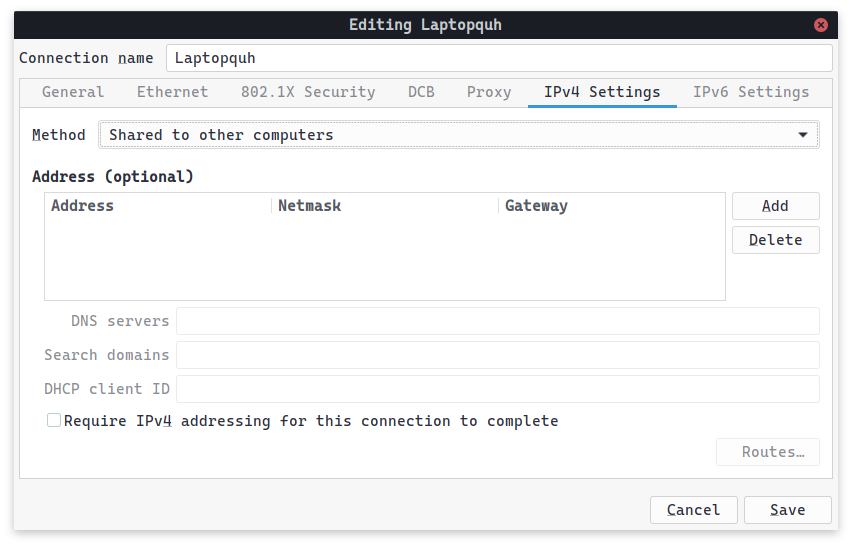 Editing Laptopquh
Connection name Laptopquh
General Ethernet 802.1X Security DCB Proxy IPv4 Settings IPv6 Settings
Method Shared to other computers
Address (optional)
Address Netmask Gateway Add
Delete
DNS servers
Search domains
DHCP client ID
Require IPv4 addressing for this connection to complete
Routes…
Cancel Save